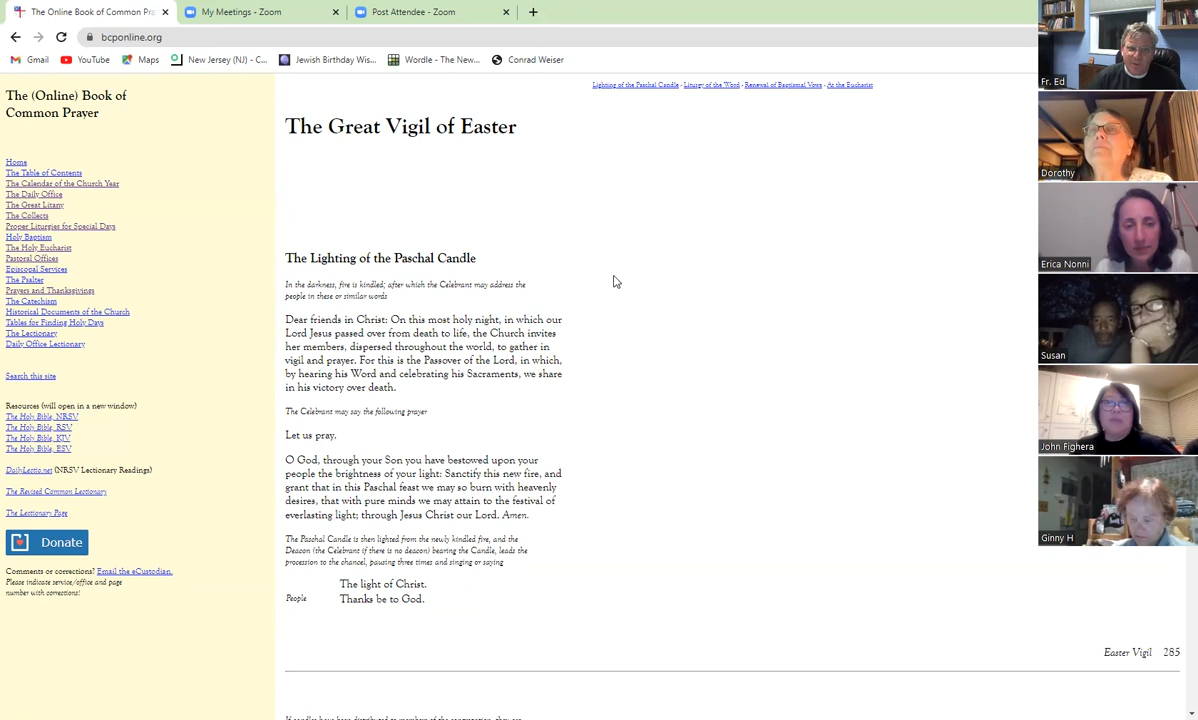 The Online Book of Common Pra
My Meetings - Zoom
Post Attendee - Zoom
bcponline.org
Gmail
YouTube
Maps
New Jersey (NJ) - C...
Jewish Birthday Wis...
Wordle - The New...
Conrad Weiser
The (Online) Book of
Common Prayer
Home
The Table of Contents
The Calendar of the Church Year
The Daily Office
The Great Litany
The Collects
Proper Liturgies for Special Days
Holy Baptism
The Holy Eucharist
Pastoral Offices
Episcopal Services
The Psalter
Prayers and Thanksgivings
The Catechism
Historical Documents of the Church
Tables for Finding Holy Days
The Lectionary
Daily Office Lectionary
Search this site
Resources (will open in a new window)
The Holy Bible, NRSV
The Holy Bible, RSV
The Holy Bible, KJV
The Holy Bible, ESV
DailyLectio.net (NRSV Lectionary Readings)
The Revised Common Lectionary
The Lectionary Page
Donate
Comments or corrections? Email the eCustodian.
Please indicate service/office and page
number with corrections!
Lighting of the Paschal Candle - Liturgy of the Word - Renewal of Baptismal Vows - At the Eucharist
The Great Vigil of Easter
The Lighting of the Paschal Candle
In the darkness, fire is kindled; after which the Celebrant may address the
people in these or similar words
Dear friends in Christ: On this most holy night, in which our
Lord Jesus passed over from death to life, the Church invites
her members, dispersed throughout the world, to gather in
vigil and prayer. For this is the Passover of the Lord, in which,
by hearing his Word and celebrating his Sacraments, we share
in his victory over death.
The Celebrant may say the following prayer
Let us pray.
O God, through your Son you have bestowed upon your
people the brightness of your light: Sanctify this new fire, and
grant that in this Paschal feast we may so burn with heavenly
desires, that with pure minds we may attain to the festival of
everlasting light; through Jesus Christ our Lord. Amen.
The Paschal Candle is then lighted from the newly kindled fire, and the
Deacon (the Celebrant if there is no deacon) bearing the Candle, leads the
procession to the chancel, pausing three times and singing or saying
The light of Christ.
People Thanks be to God.
Easter Vigil 285
If candles have been distributed to members of the congregation, they are
Fr. Ed
Dorothy
Erica Nonni
Susan
John Fighera
Ginny H